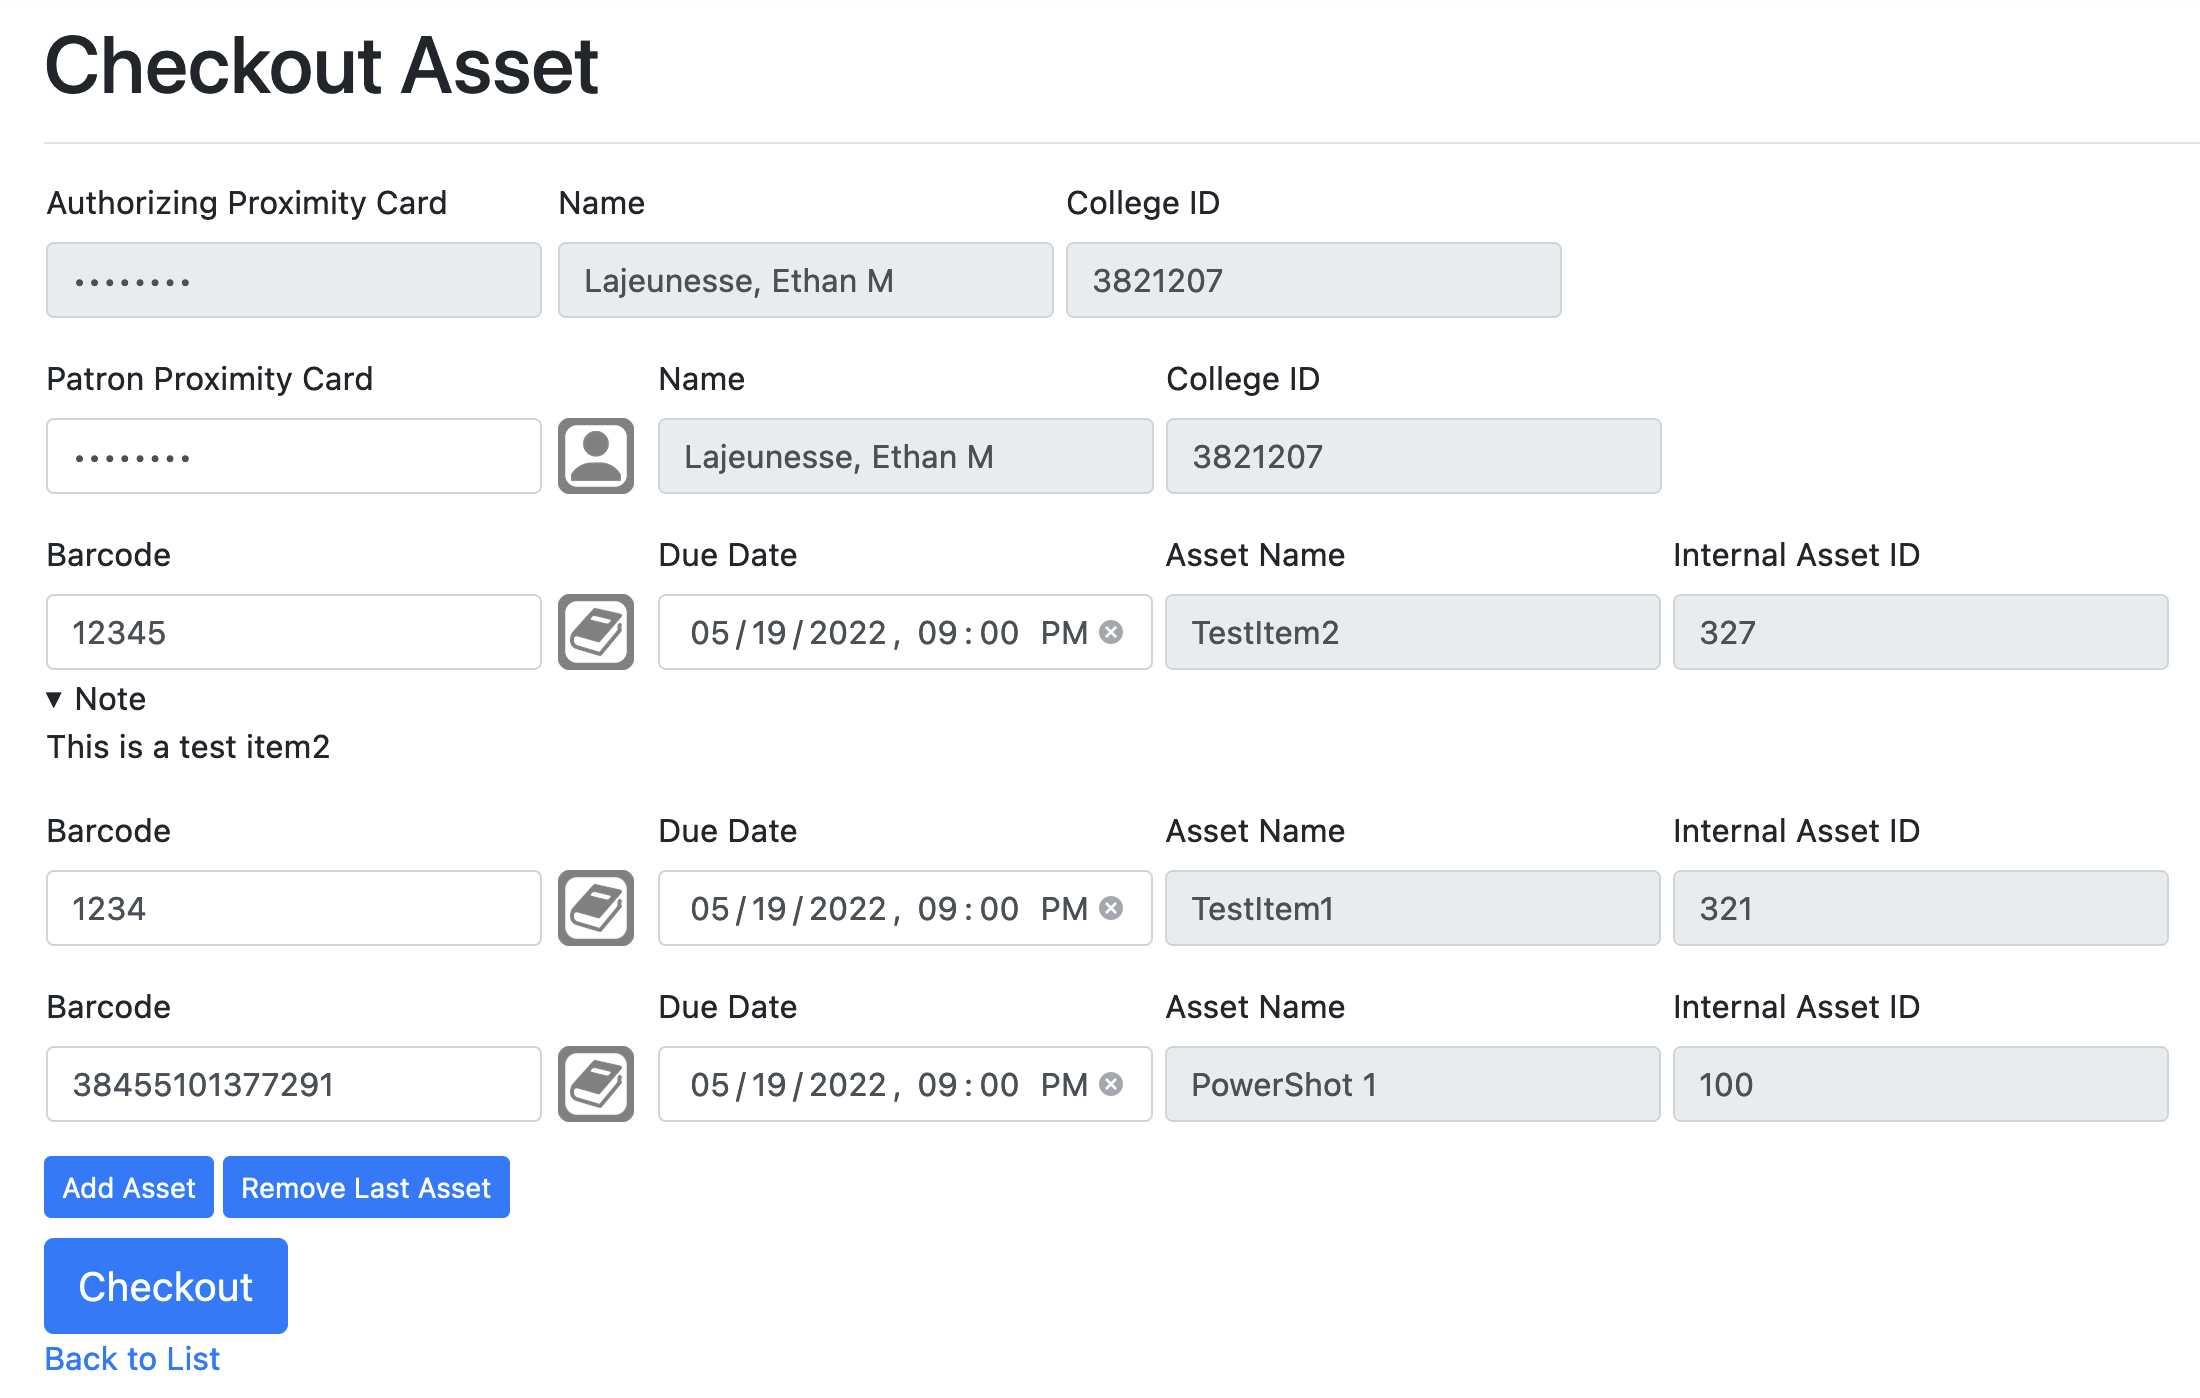 Checkout Asset
Authorizing Proximity Card Name College ID
•••••••• Lajeunesse, Ethan M 3821207
Patron Proximity Card Name College ID
•••••••• Lajeunesse, Ethan M 3821207
Barcode Due Date Asset Name Internal Asset ID
12345 05/19/2022, 09:00 PM TestItem2 327
▼ Note
This is a test item2
Barcode Due Date Asset Name Internal Asset ID
1234 05/19/2022, 09:00 PM TestItem1 321
Barcode Due Date Asset Name Internal Asset ID
38455101377291 05/19/2022, 09:00 PM PowerShot 1 100
Add Asset Remove Last Asset
Checkout
Back to List